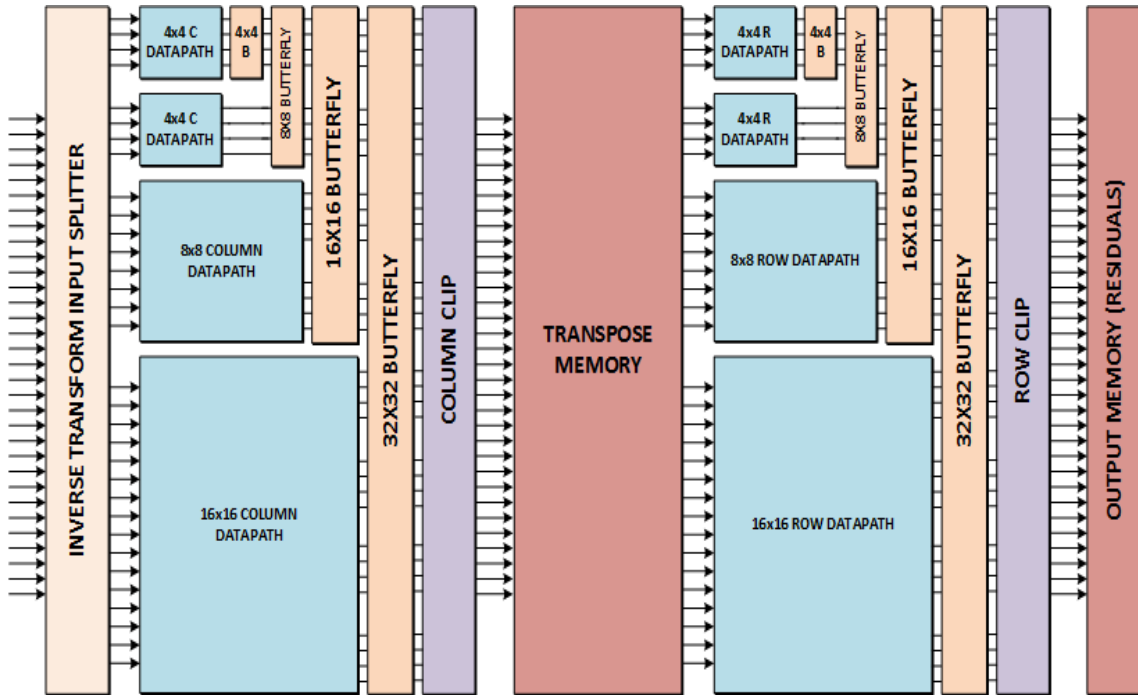 INVERSE TRANSFORM INPUT SPLITTER
4x4 C
DATAPATH
4x4
B
8X8 BUTTERFLY
16X16 BUTTERFLY
4x4 C
DATAPATH
8x8 COLUMN
DATAPATH
16x16 COLUMN
DATAPATH
32X32 BUTTERFLY
COLUMN CLIP
TRANSPOSE
MEMORY
4x4 R
DATAPATH
4x4
B
8X8 BUTTERFLY
16X16 BUTTERFLY
4x4 R
DATAPATH
8x8 ROW DATAPATH
16x16 ROW DATAPATH
32X32 BUTTERFLY
ROW CLIP
OUTPUT MEMORY (RESIDUALS)